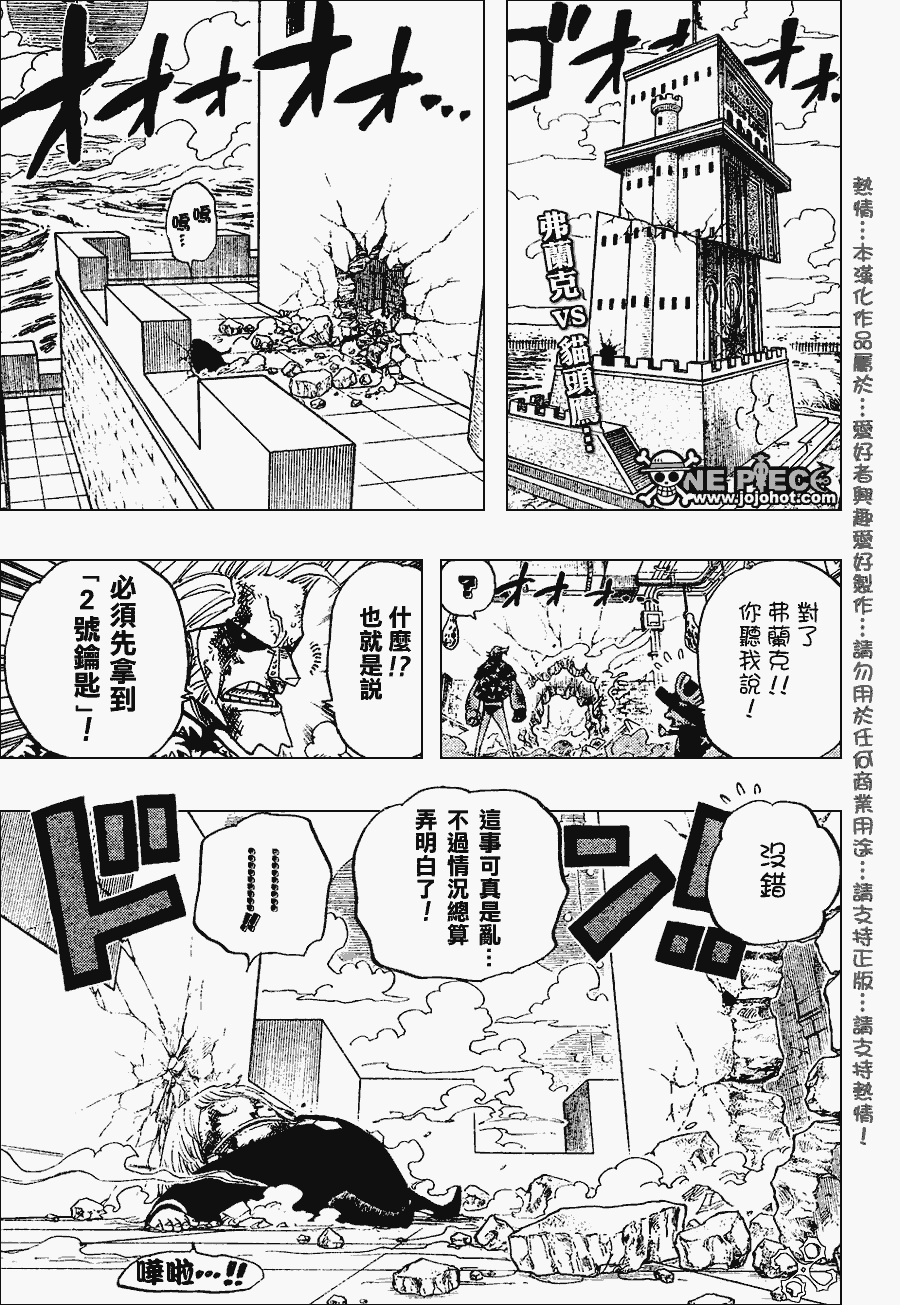 ゴオオオ
弗蘭克
vs
貓頭鷹…
ONE PIECE
www.jojohot.com
オオオオオオ…
嗚嗚
…
對了
弗蘭克!!
你聽我說！
?
オオオ
什麼!?
也就是說
必須先拿到
「2號鑰匙」！
沒錯
這事可真是亂…
不過情況總算
弄明白了！
………!!
ドーン
嘩啦…!!
熱情…本漢化作品屬於…愛好者興趣愛好製作…請勿用於任何商業用途…請支持正版…請支持熱情！